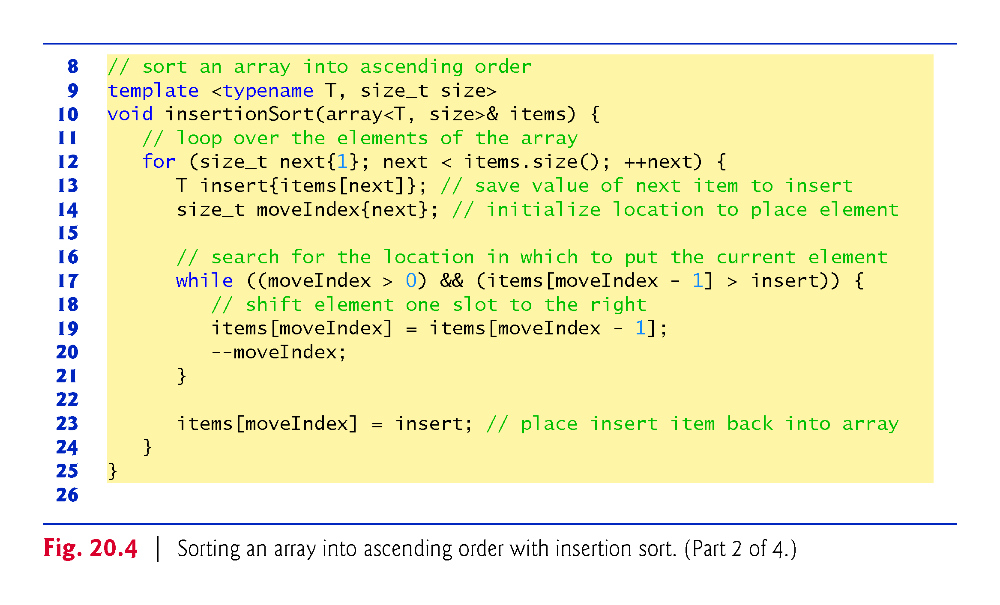 8 // sort an array into ascending order
9 template <typename T, size_t size>
10 void insertionSort(array<T, size>& items) {
11    // loop over the elements of the array
12    for (size_t next{1}; next < items.size(); ++next) {
13       T insert{items[next]}; // save value of next item to insert
14       size_t moveIndex{next}; // initialize location to place element
15
16       // search for the location in which to put the current element
17       while ((moveIndex > 0) && (items[moveIndex - 1] > insert)) {
18          // shift element one slot to the right
19          items[moveIndex] = items[moveIndex - 1];
20          --moveIndex;
21       }
22
23       items[moveIndex] = insert; // place insert item back into array
24    }
25 }
26
Fig. 20.4 | Sorting an array into ascending order with insertion sort. (Part 2 of 4.)